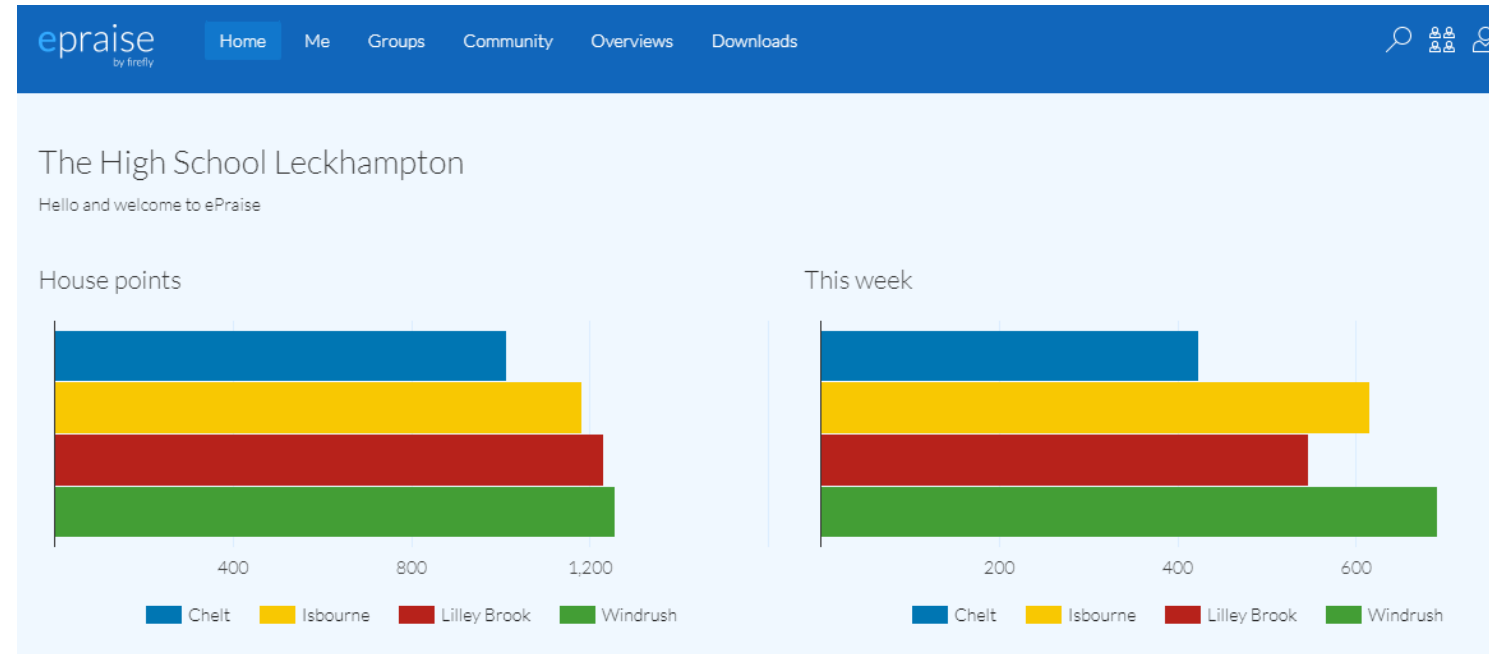 epraise
by firefly
Home Me Groups Community Overviews Downloads
The High School Leckhampton
Hello and welcome to ePraise
House points
400 800 1,200
Chelt Isbourne Lilley Brook Windrush
This week
200 400 600
Chelt Isbourne Lilley Brook Windrush